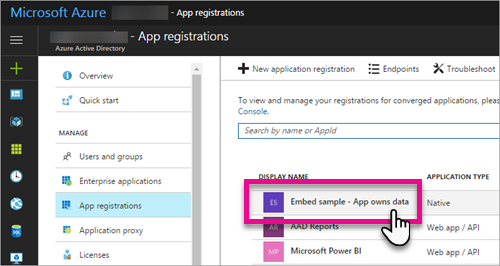 Microsoft Azure - App registrations
- App registrations
Azure Active Directory
Overview
Quick start
MANAGE
Users and groups
Enterprise applications
App registrations
Application proxy
Licenses
New application registration Endpoints Troubleshoot
To view and manage your registrations for converged applications, please
Console.
Search by name or AppId
DISPLAY NAME APPLICATION TYPE
ES Embed sample - App owns data Native
AR AAD Reports Web app / API
MP Microsoft Power BI Web app / API